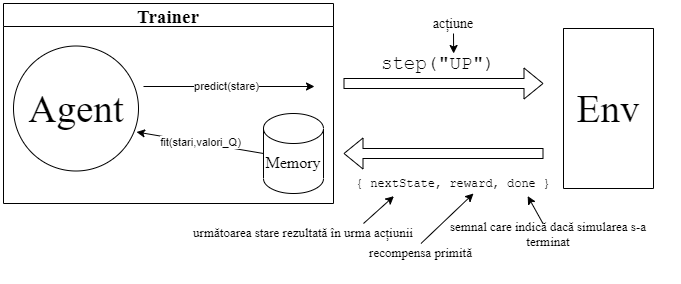 Trainer
acțiune
step("UP")
Agent
predict(stare)
Env
fit(stari,valori_Q)
Memory
{ nextState, reward, done }
următoarea stare rezultată în urma acțiunii
semnal care indică dacă simularea s-a
terminat
recompensa primită